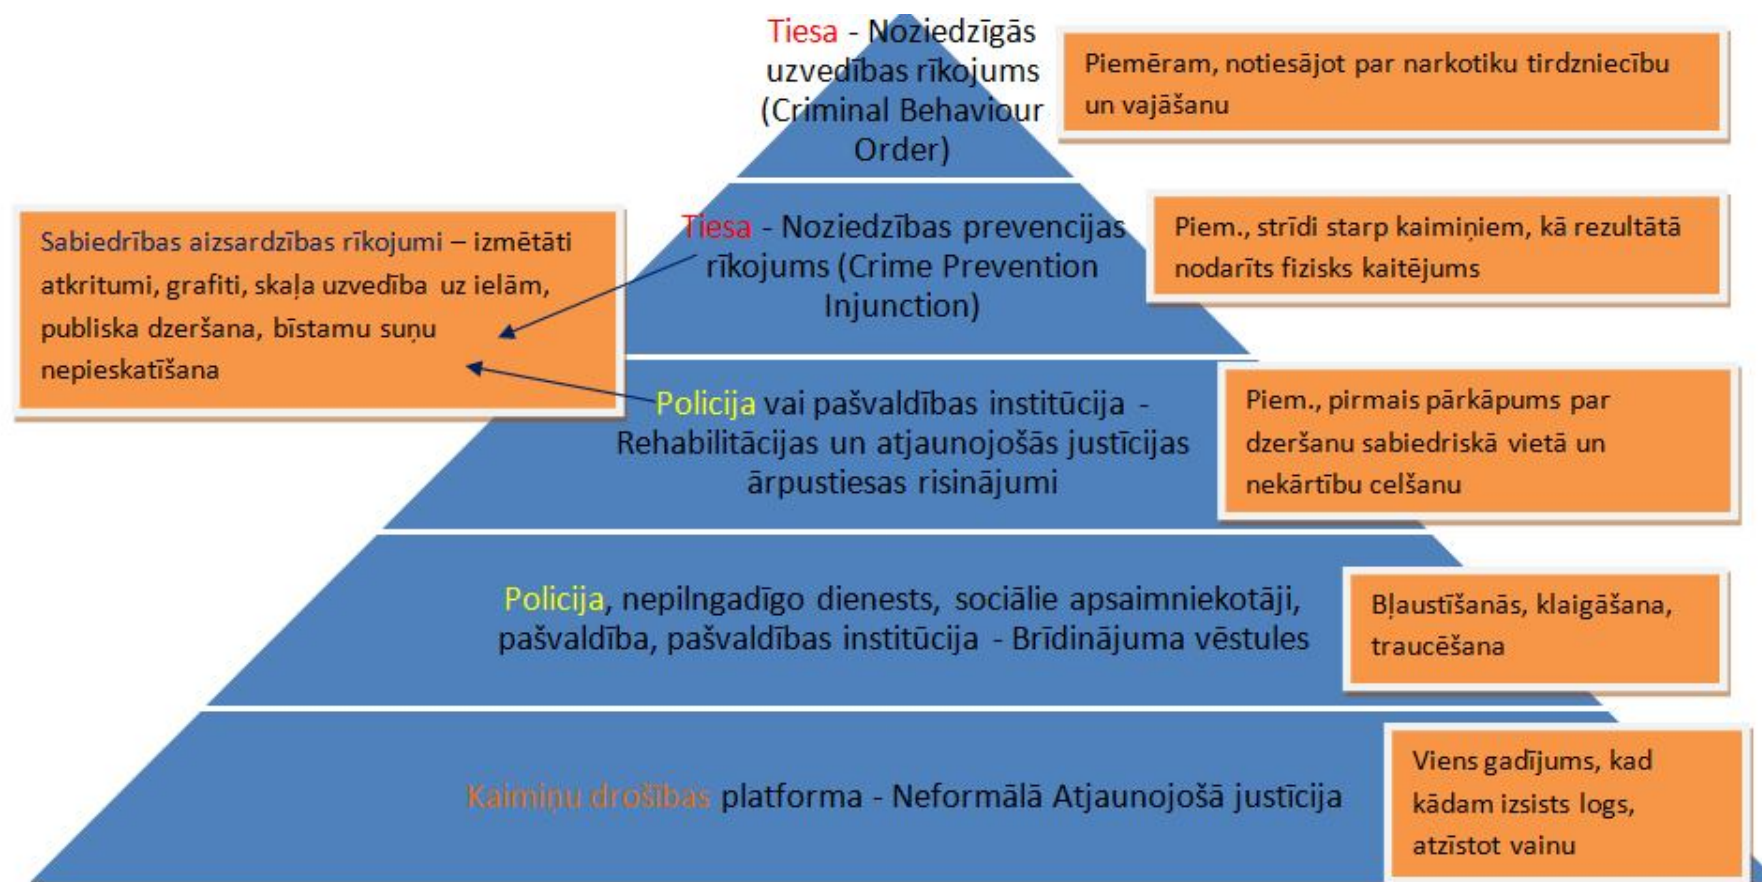 Tiesa - Noziedzīgās
uzvedības rīkojums
(Criminal Behaviour
Order)
Piemēram, notiesājot par narkotiku tirdzniecību
un vajāšanu
Sabiedrības aizsardzības rīkojumi – izmētāti
atkritumi, grafiti, skaļa uzvedība uz ielām,
publiska dzeršana, bīstamu suņu
nepieskatīšana
Tiesa - Noziedzības prevencijas
rīkojums (Crime Prevention
Injunction)
Piem., strīdi starp kaimiņiem, kā rezultātā
nodarīts fizisks kaitējums
Policija vai pašvaldības institūcija -
Rehabilitācijas un atjaunojošās justīcijas
ārpustiesas risinājumi
Piem., pirmais pārkāpums par
dzeršanu sabiedriskā vietā un
nekārtību celšanu
Policija, nepilngadīgo dienests, sociālie apsaimniekotāji,
pašvaldība, pašvaldības institūcija - Brīdinājuma vēstules
Bļaustīšanās, klaigāšana,
traucēšana
Kaimiņu drošības platforma - Neformālā Atjaunojošā justīcija
Viens gadījums, kad
kādam izsists logs,
atzīstot vainu